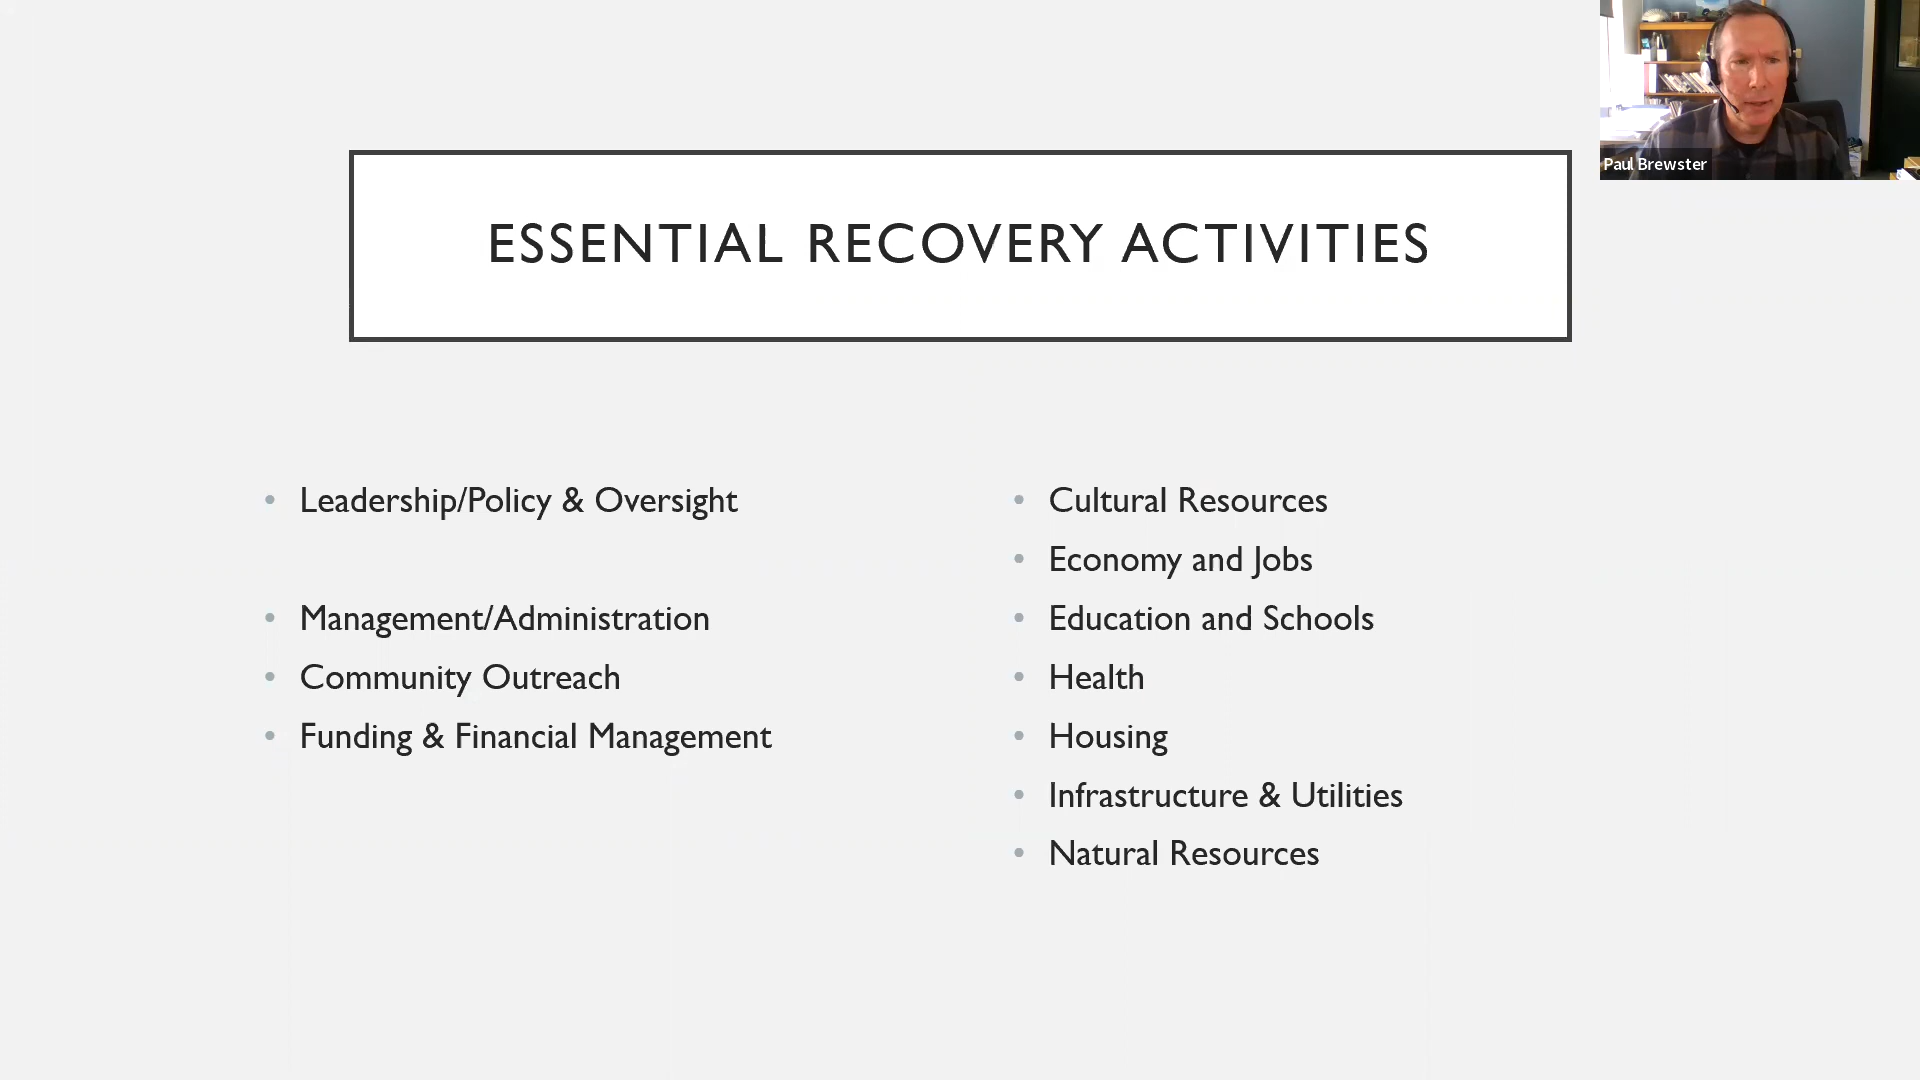 Paul Brewster
ESSENTIAL RECOVERY ACTIVITIES
• Leadership/Policy & Oversight
• Management/Administration
• Community Outreach
• Funding & Financial Management
• Cultural Resources
• Economy and Jobs
• Education and Schools
• Health
• Housing
• Infrastructure & Utilities
• Natural Resources